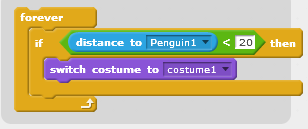 forever
if distance to Penguin1 < 20 then
switch costume to costume1